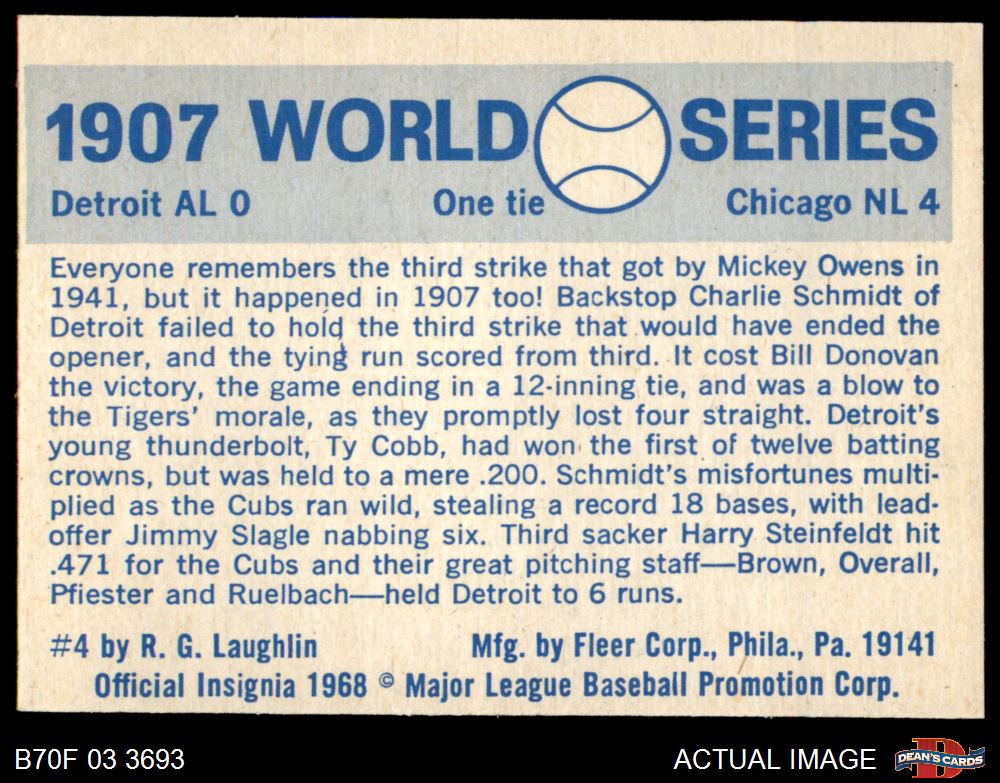 1907 WORLD SERIES
Detroit AL 0 One tie Chicago NL 4
Everyone remembers the third strike that got by Mickey Owens in
1941, but it happened in 1907 too! Backstop Charlie Schmidt of
Detroit failed to hold the third strike that would have ended the
opener, and the tying run scored from third. It cost Bill Donovan
the victory, the game ending in a 12-inning tie, and was a blow to
the Tigers' morale, as they promptly lost four straight. Detroit's
young thunderbolt, Ty Cobb, had won the first of twelve batting
crowns, but was held to a mere .200. Schmidt's misfortunes multi-
plied as the Cubs ran wild, stealing a record 18 bases, with lead-
offer Jimmy Slagle nabbing six. Third sacker Harry Steinfeldt hit
.471 for the Cubs and their great pitching staff—Brown, Overall,
Pfiester and Ruelbach—held Detroit to 6 runs.
#4 by R. G. Laughlin Mfg. by Fleer Corp., Phila., Pa. 19141
Official Insignia 1968 © Major League Baseball Promotion Corp.
B70F 03 3693 ACTUAL IMAGE D DEAN'S CARDS